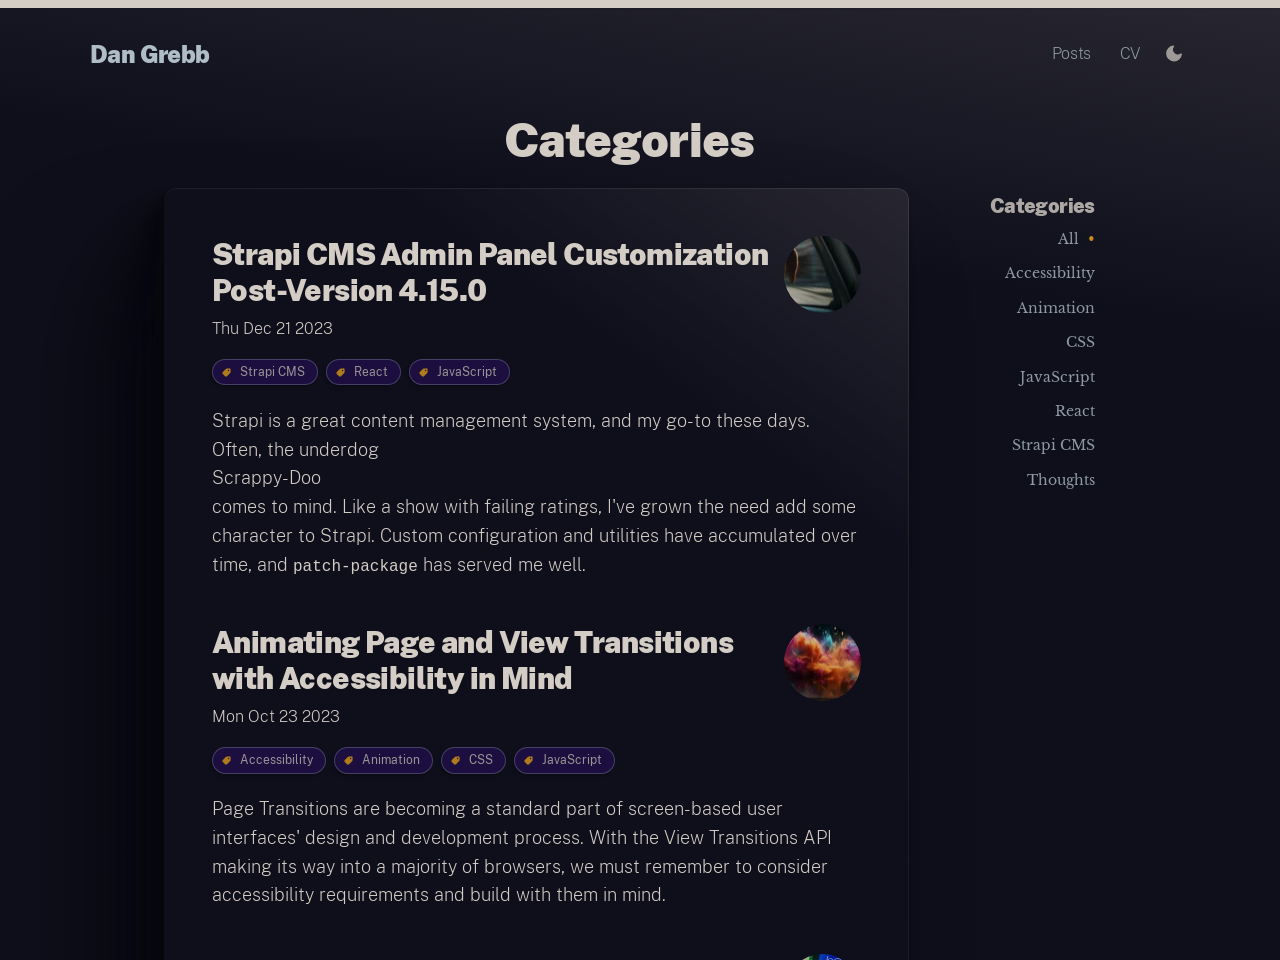 Dan Grebb
Posts
CV
Categories
Strapi CMS Admin Panel Customization
Post-Version 4.15.0
Thu Dec 21 2023
Strapi CMS
React
JavaScript
Strapi is a great content management system, and my go-to these days.
Often, the underdog
Scrappy-Doo
comes to mind. Like a show with failing ratings, I've grown the need add some
character to Strapi. Custom configuration and utilities have accumulated over
time, and patch-package has served me well.
Animating Page and View Transitions
with Accessibility in Mind
Mon Oct 23 2023
Accessibility
Animation
CSS
JavaScript
Page Transitions are becoming a standard part of screen-based user
interfaces' design and development process. With the View Transitions API
making its way into a majority of browsers, we must remember to consider
accessibility requirements and build with them in mind.
Categories
All
Accessibility
Animation
CSS
JavaScript
React
Strapi CMS
Thoughts